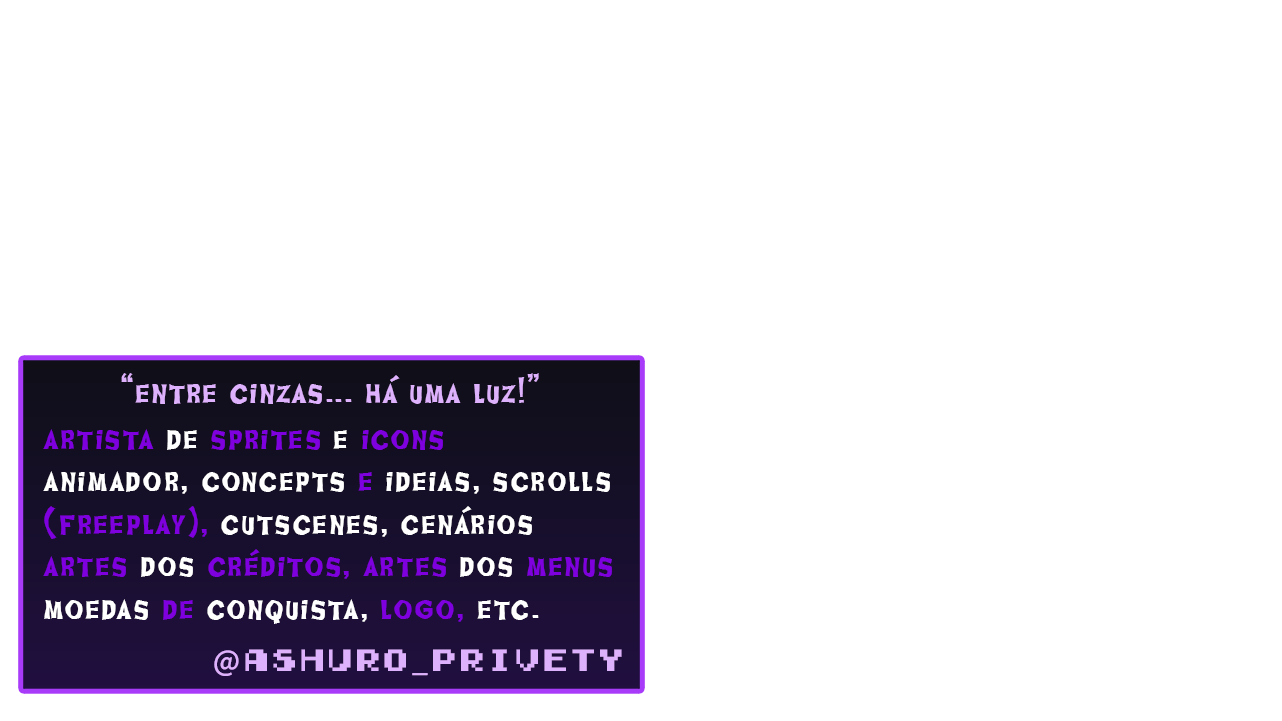 “ENTRE CINZAS... HÁ UMA LUZ!”
ARTISTA DE SPRITES E ICONS
ANIMADOR, CONCEPTS E IDEIAS, SCROLLS
(FREEPLAY), CUTSCENES, CENÁRIOS
ARTES DOS CRÉDITOS, ARTES DOS MENUS
MOEDAS DE CONQUISTA, LOGO, ETC.
@ASHURO_PRIVETY